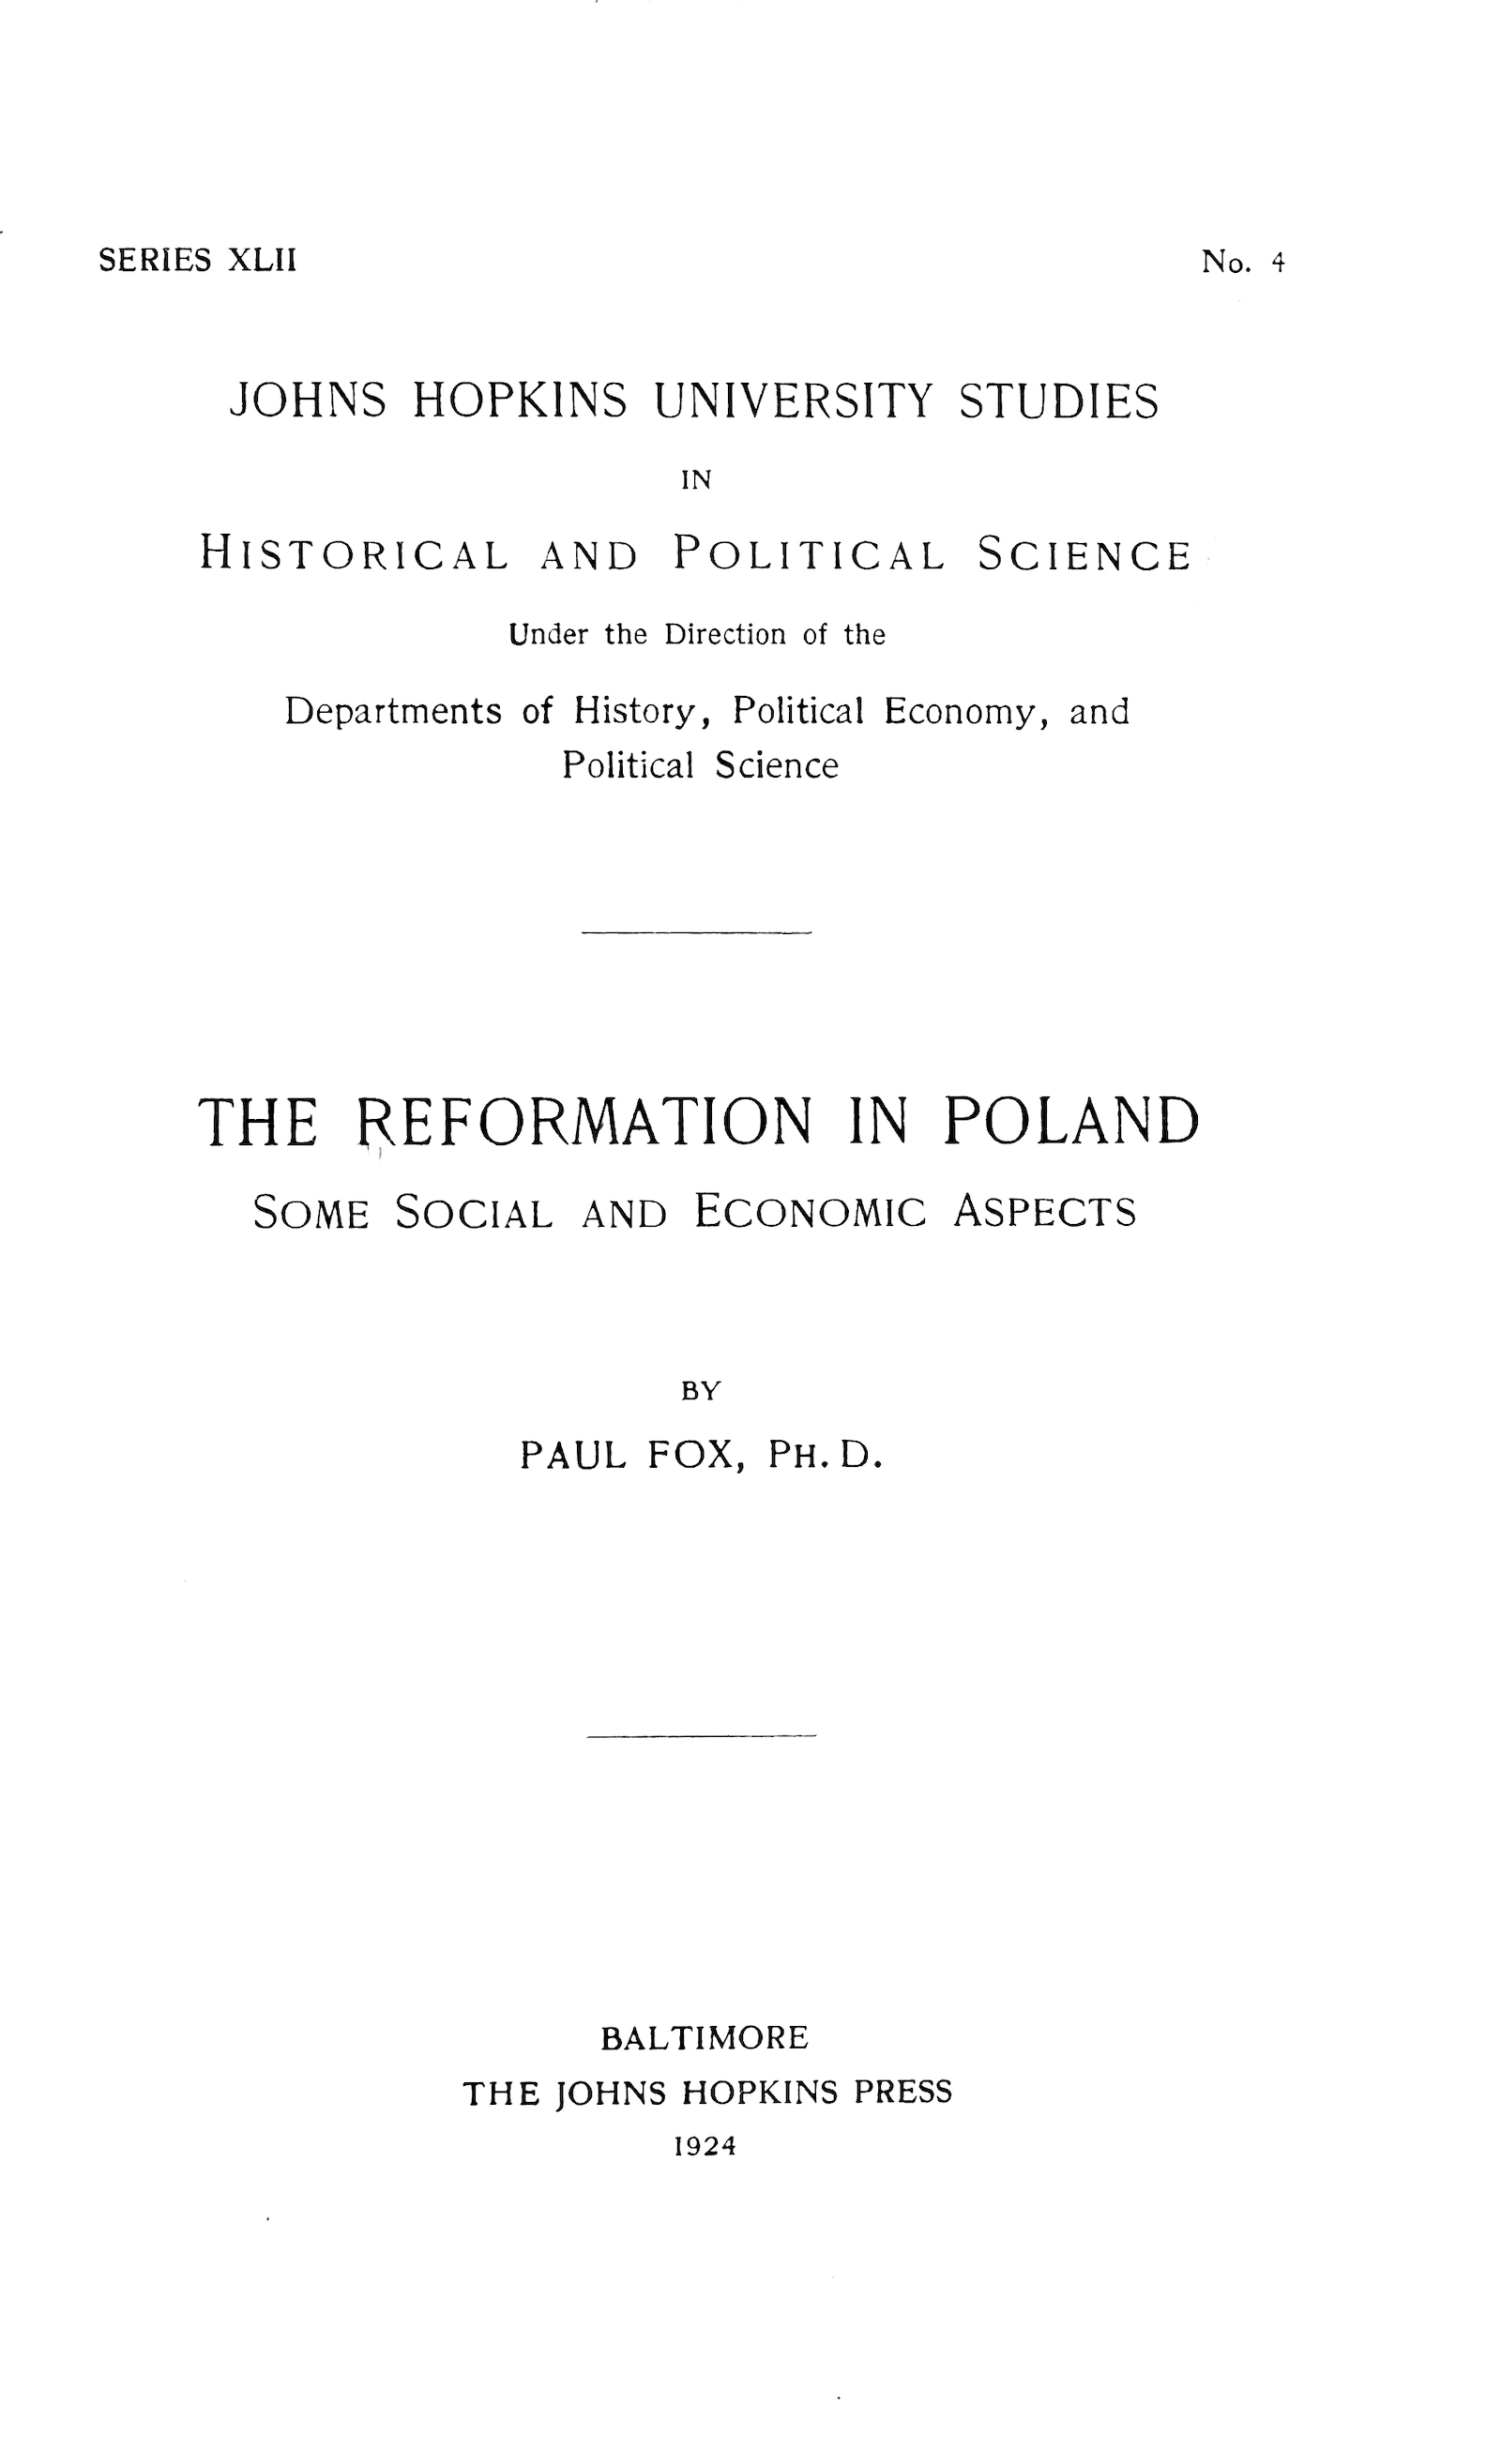 SERIES XLII No. 4
JOHNS HOPKINS UNIVERSITY STUDIES
IN
HISTORICAL AND POLITICAL SCIENCE
Under the Direction of the
Departments of History, Political Economy, and
Political Science
THE REFORMATION IN POLAND
SOME SOCIAL AND ECONOMIC ASPECTS
BY
PAUL FOX, PH. D.
BALTIMORE
THE JOHNS HOPKINS PRESS
1924